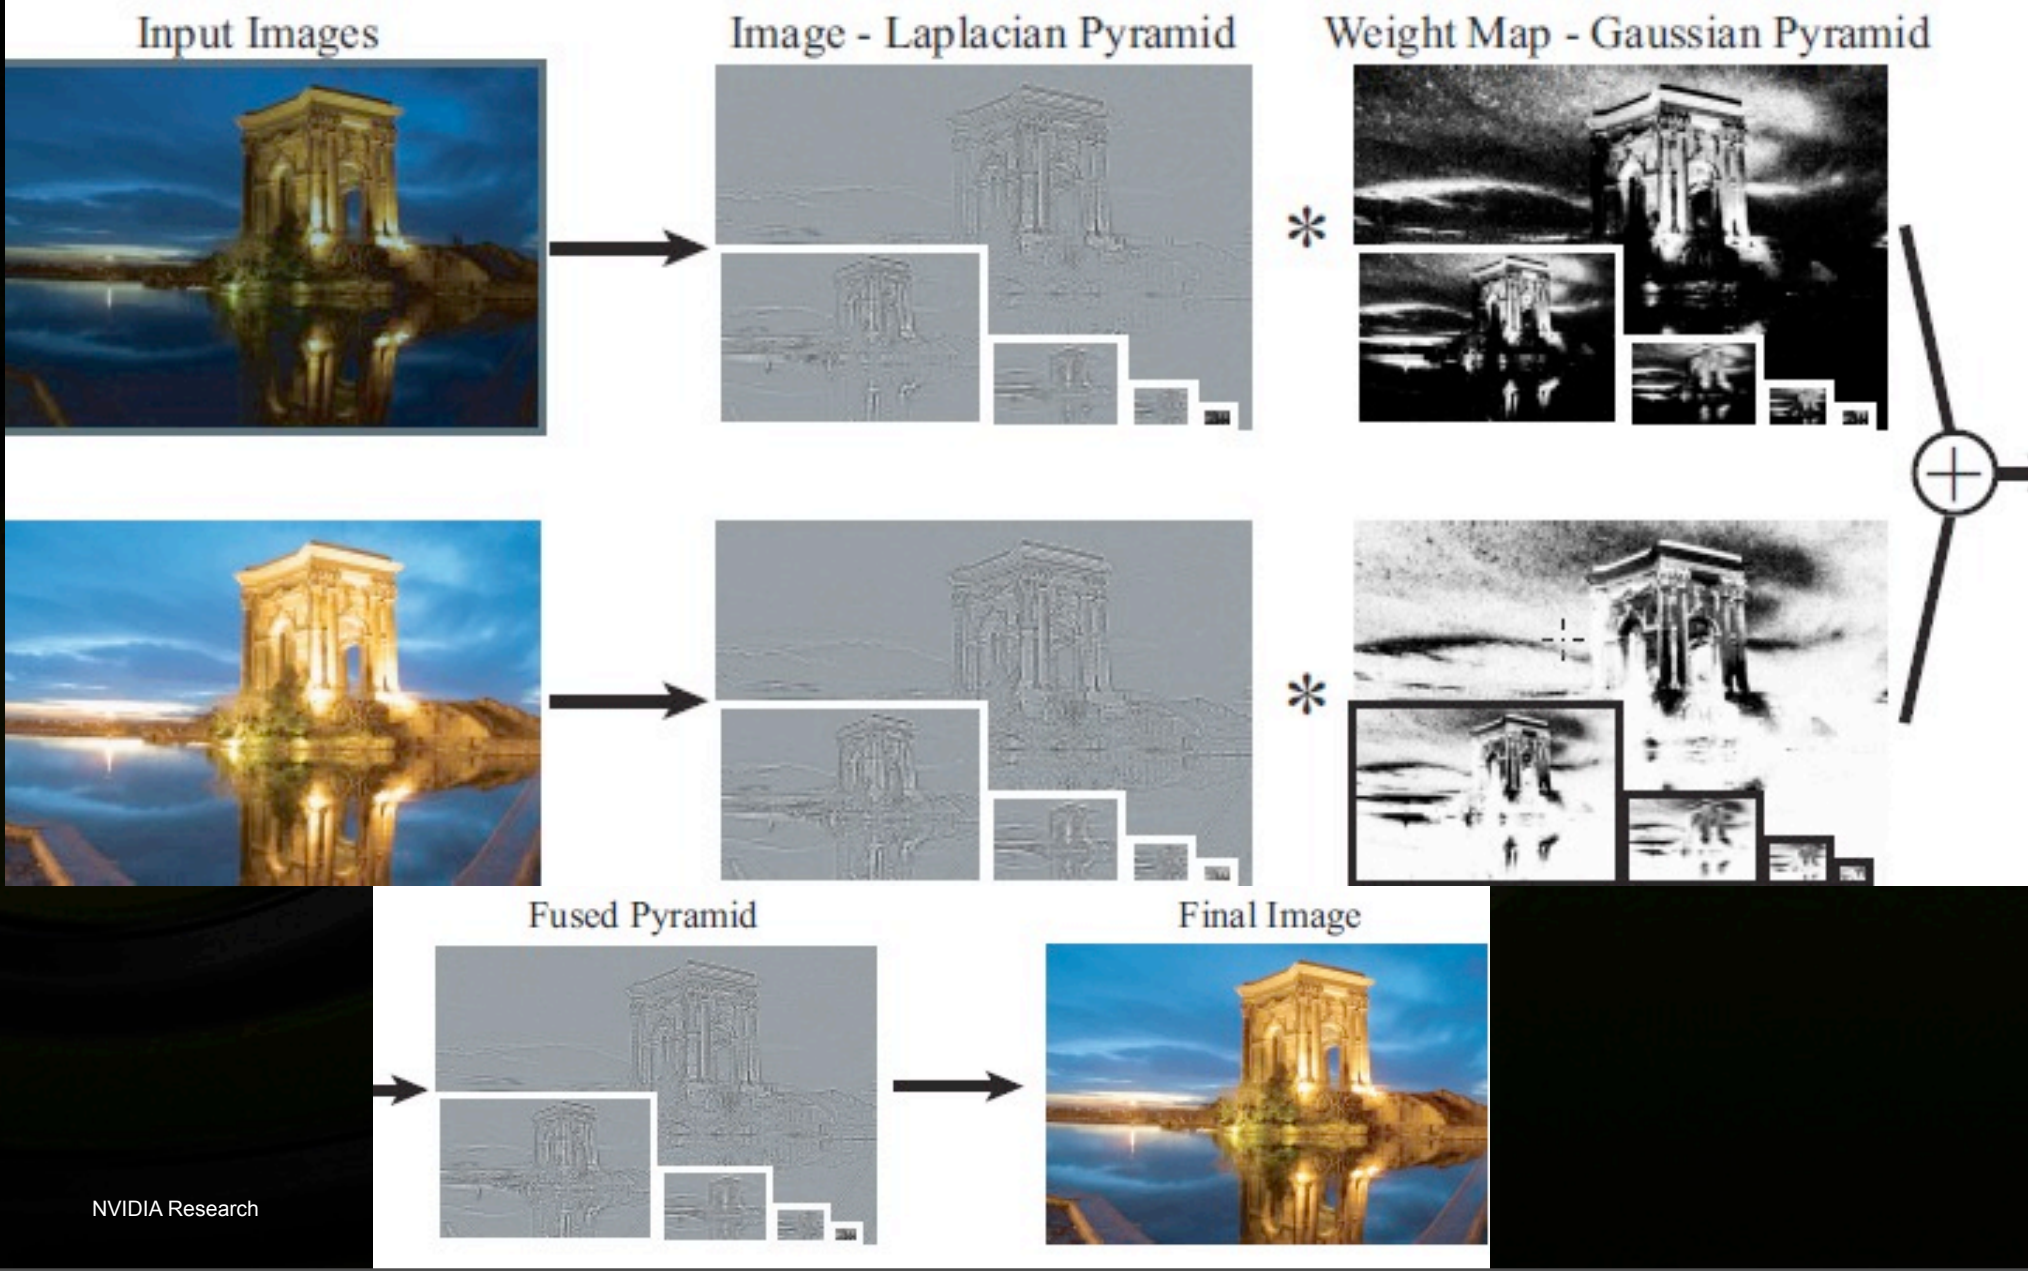 Input Images
Image - Laplacian Pyramid
Weight Map - Gaussian Pyramid
*
*
Fused Pyramid
Final Image
NVIDIA Research